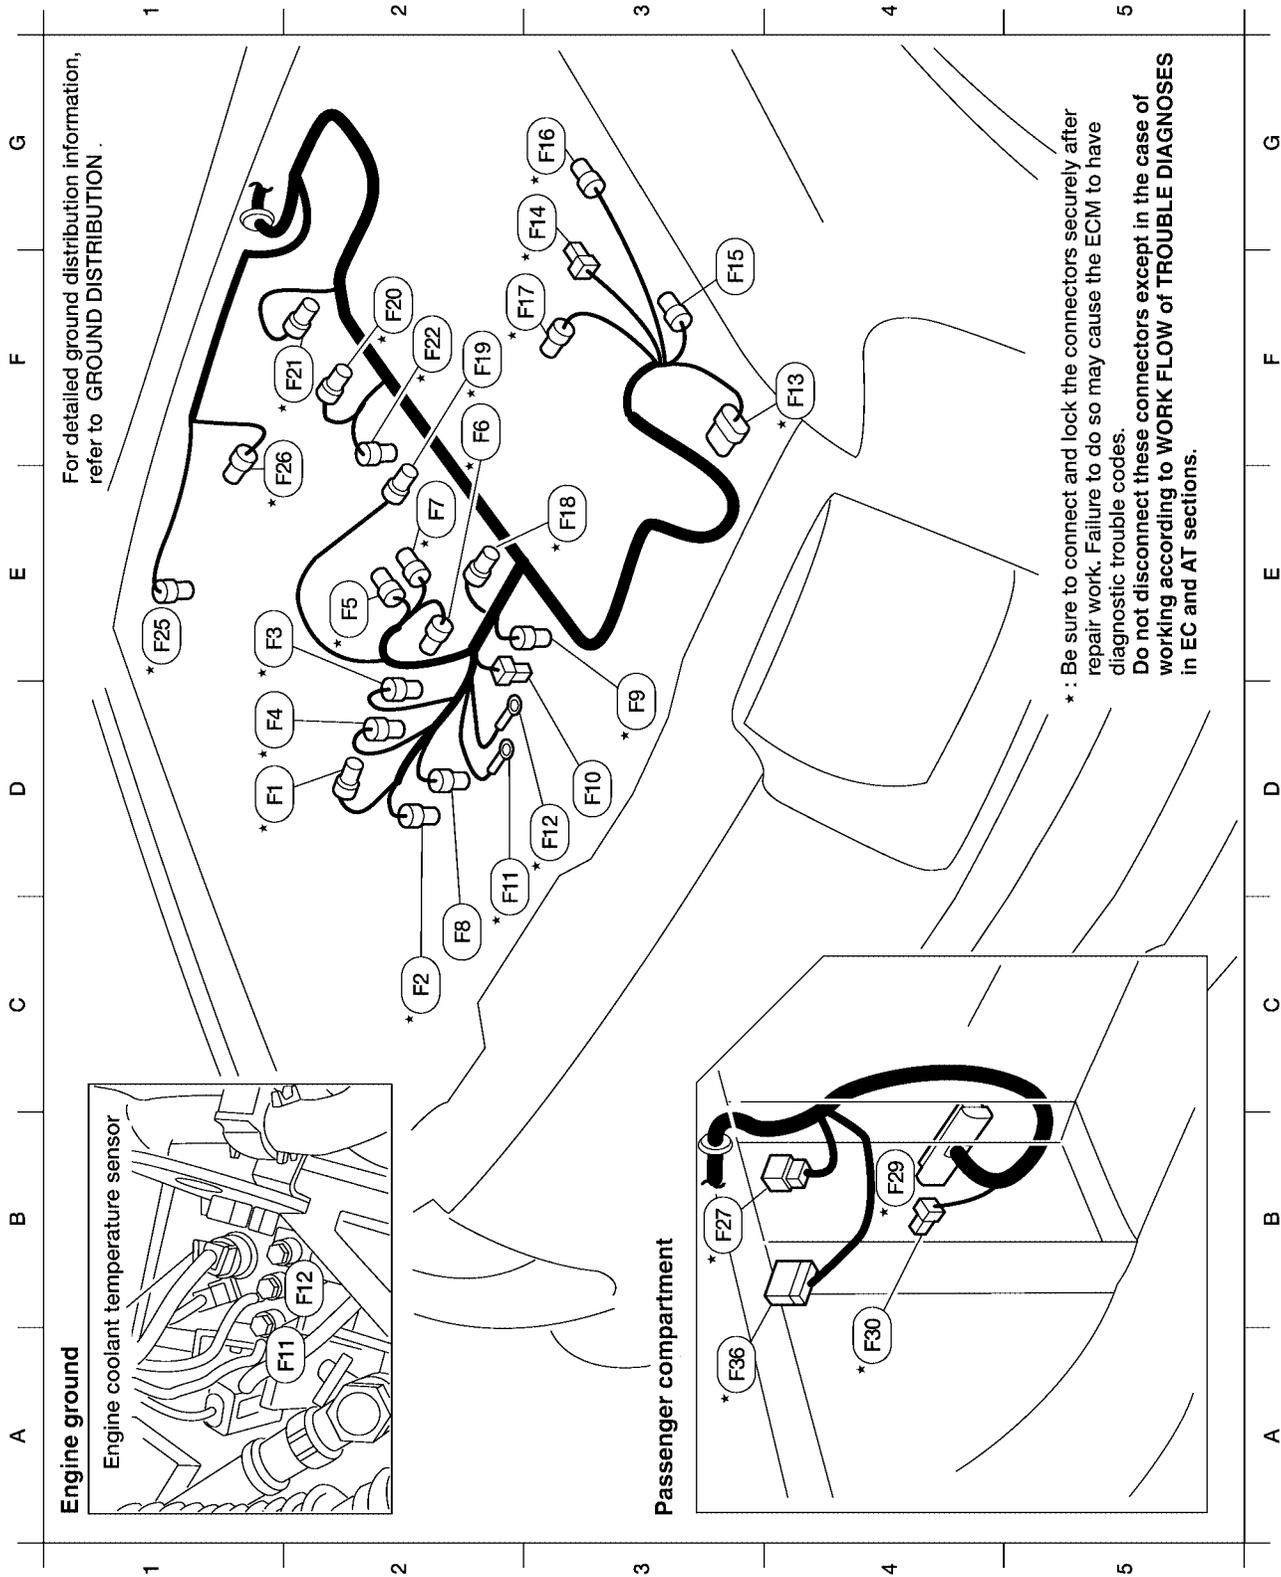 A B C D E F G
1 1
2 2
3 3
4 4
5 5
Engine ground
Engine coolant temperature sensor
F11
F12
For detailed ground distribution information,
refer to GROUND DISTRIBUTION .
★ F25
★ F26
★ F21
★ F20
★ F22
★ F19
★ F6
★ F7
★ F5
★ F3
★ F4
★ F1
★ F2
F8
★ F11
★ F12
F10
★ F9
★ F18
★ F17
★ F14
★ F16
F15
★ F13
Passenger compartment
★ F36
★ F27
★ F29
★ F30
★ : Be sure to connect and lock the connectors securely after
repair work. Failure to do so may cause the ECM to have
diagnostic trouble codes.
Do not disconnect these connectors except in the case of
working according to WORK FLOW of TROUBLE DIAGNOSES
in EC and AT sections.
A B C D E F G